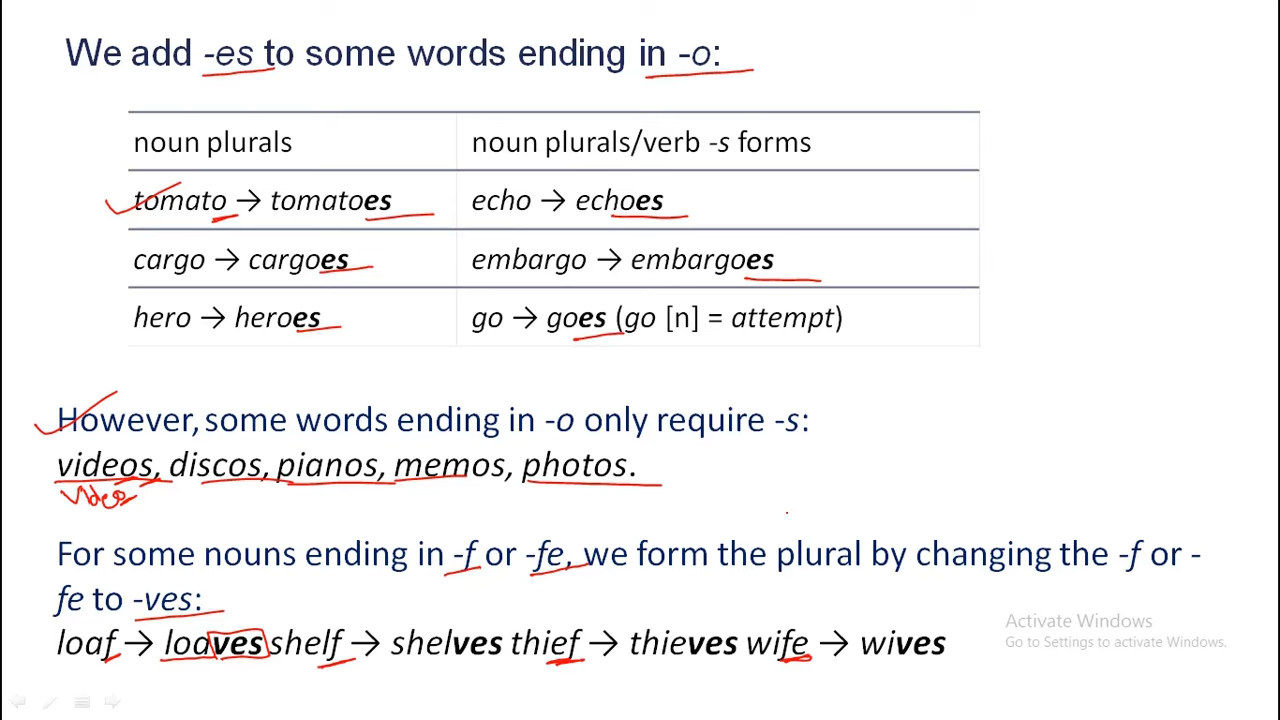 We add -es to some words ending in -o:
noun plurals noun plurals/verb -s forms
tomato → tomatoes echo → echoes
cargo → cargoes embargo → embargoes
hero → heroes go → goes (go [n] = attempt)
However, some words ending in -o only require -s:
videos, discos, pianos, memos, photos.
Video
For some nouns ending in -f or -fe, we form the plural by changing the -f or -
fe to -ves:
loaf → loaves shelf → shelves thief → thieves wife → wives
Activate Windows
Go to Settings to activate Windows.